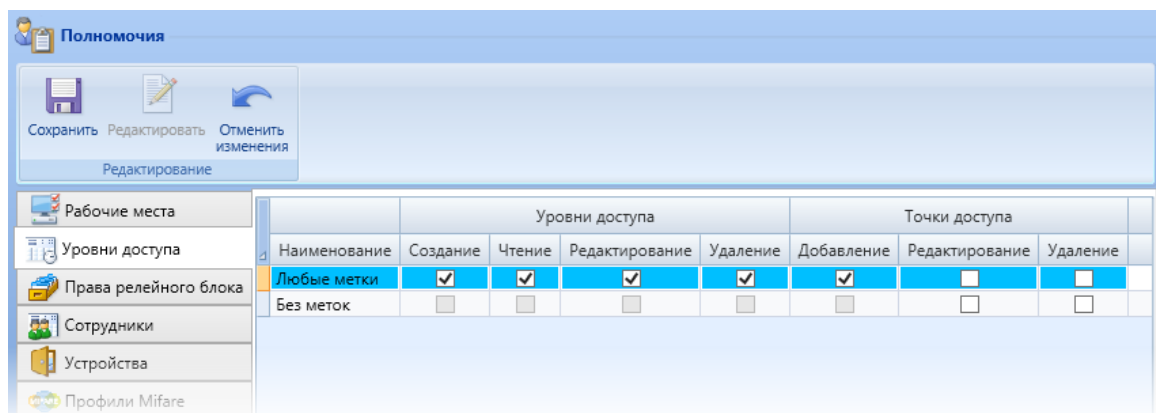 Полномочия
Сохранить Редактировать Отменить
изменения
Редактирование
Рабочие места
Уровни доступа
Права релейного блока
Сотрудники
Устройства
Профили Mifare
Уровни доступа Точки доступа
Наименование Создание Чтение Редактирование Удаление Добавление Редактирование Удаление
Любые метки
Без меток